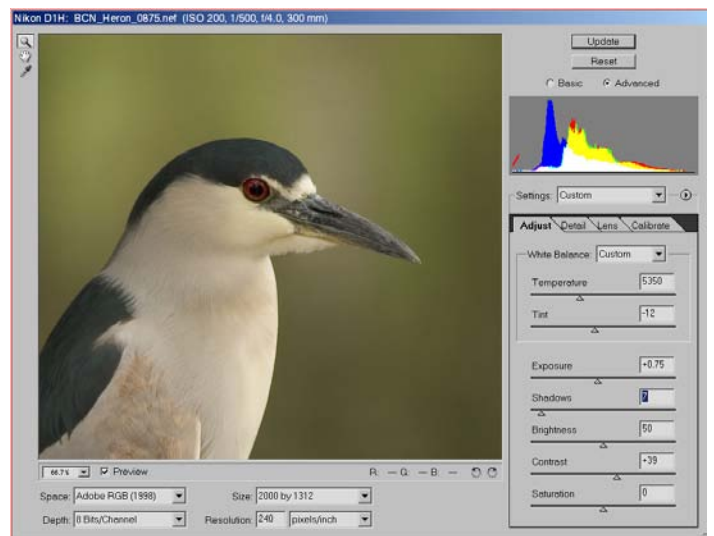 Nikon D1H: BCN_Heron_0875.nef (ISO 200, 1/500, f/4.0, 300 mm)
Update
Reset
Basic Advanced
Settings: Custom
Adjust Detail Lens Calibrate
White Balance: Custom
Temperature 5350
Tint -12
Exposure +0.75
Shadows 7
Brightness 50
Contrast +39
Saturation 0
66.7% Preview R: — G: — B: —
Space: Adobe RGB (1998) Size: 2000 by 1312
Depth: 8 Bits/Channel Resolution: 240 pixels/inch